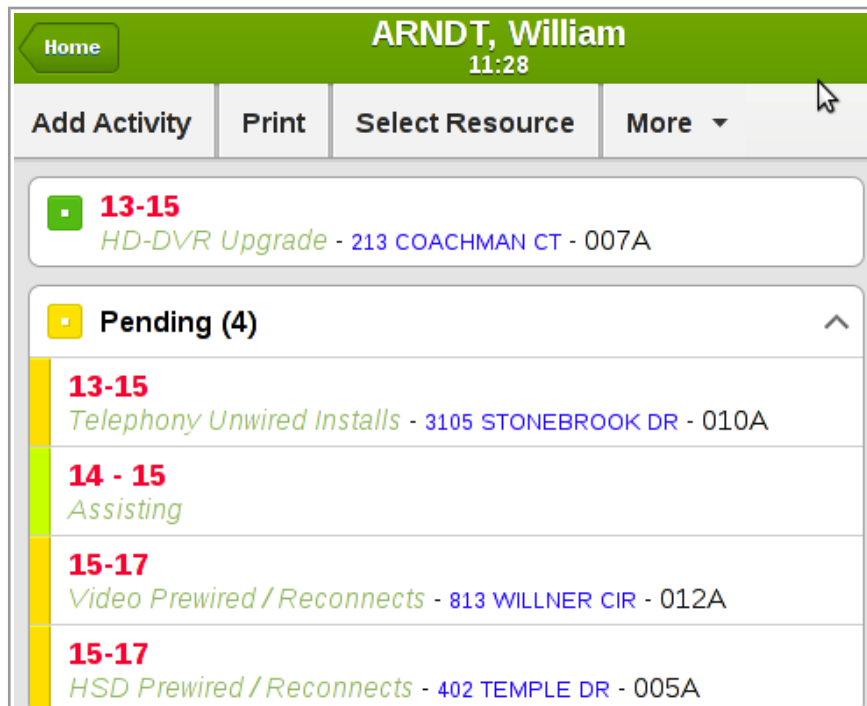 Home
ARNDT, William
11:28
Add Activity
Print
Select Resource
More
13-15
HD-DVR Upgrade - 213 COACHMAN CT - 007A
Pending (4)
13-15
Telephony Unwired Installs - 3105 STONEBROOK DR - 010A
14 - 15
Assisting
15-17
Video Prewired / Reconnects - 813 WILLNER CIR - 012A
15-17
HSD Prewired / Reconnects - 402 TEMPLE DR - 005A